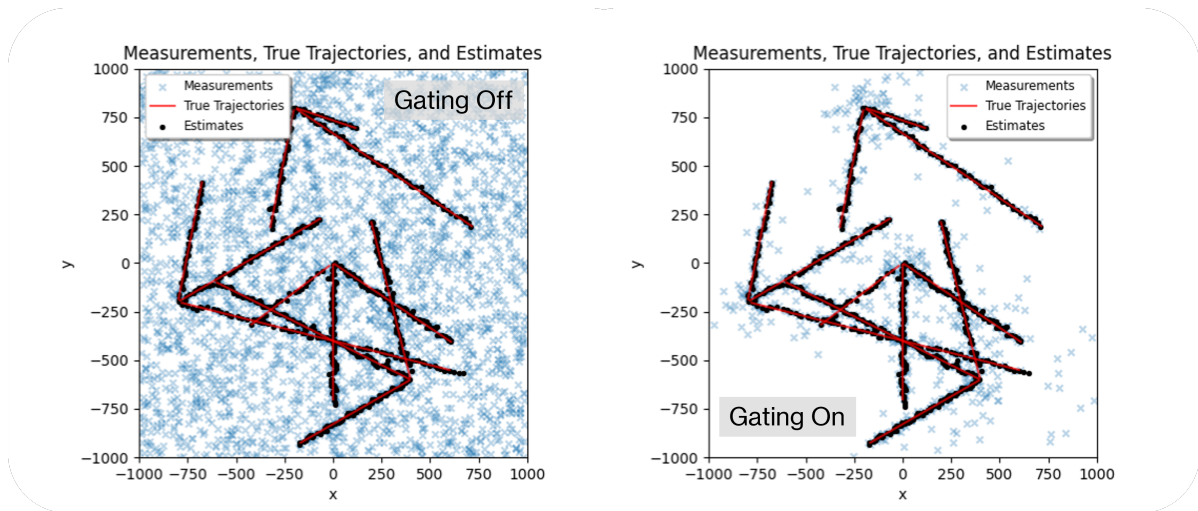 Measurements, True Trajectories, and Estimates
Measurements
True Trajectories
Estimates
Gating Off
1000
750
500
250
0
−250
−500
−750
−1000
y
−1000 −750 −500 −250 0 250 500 750 1000
x
Measurements, True Trajectories, and Estimates
Measurements
True Trajectories
Estimates
Gating On
1000
750
500
250
0
−250
−500
−750
−1000
y
−1000 −750 −500 −250 0 250 500 750 1000
x